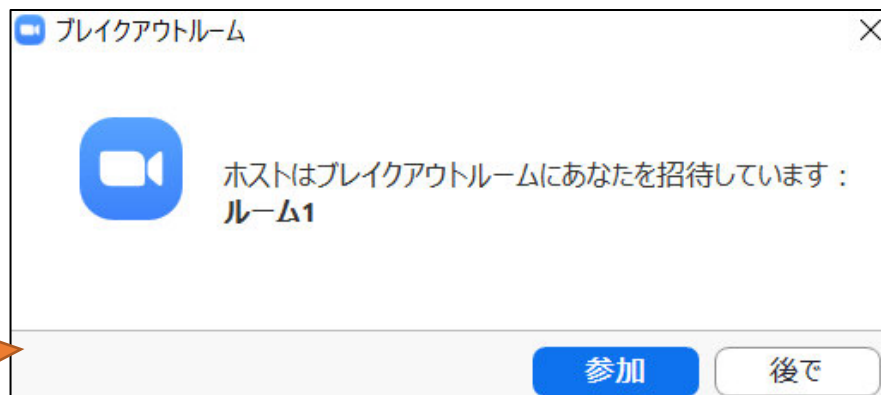 ブレイクアウトルーム
ホストはブレイクアウトルームにあなたを招待しています：
ルーム1
参加
後で